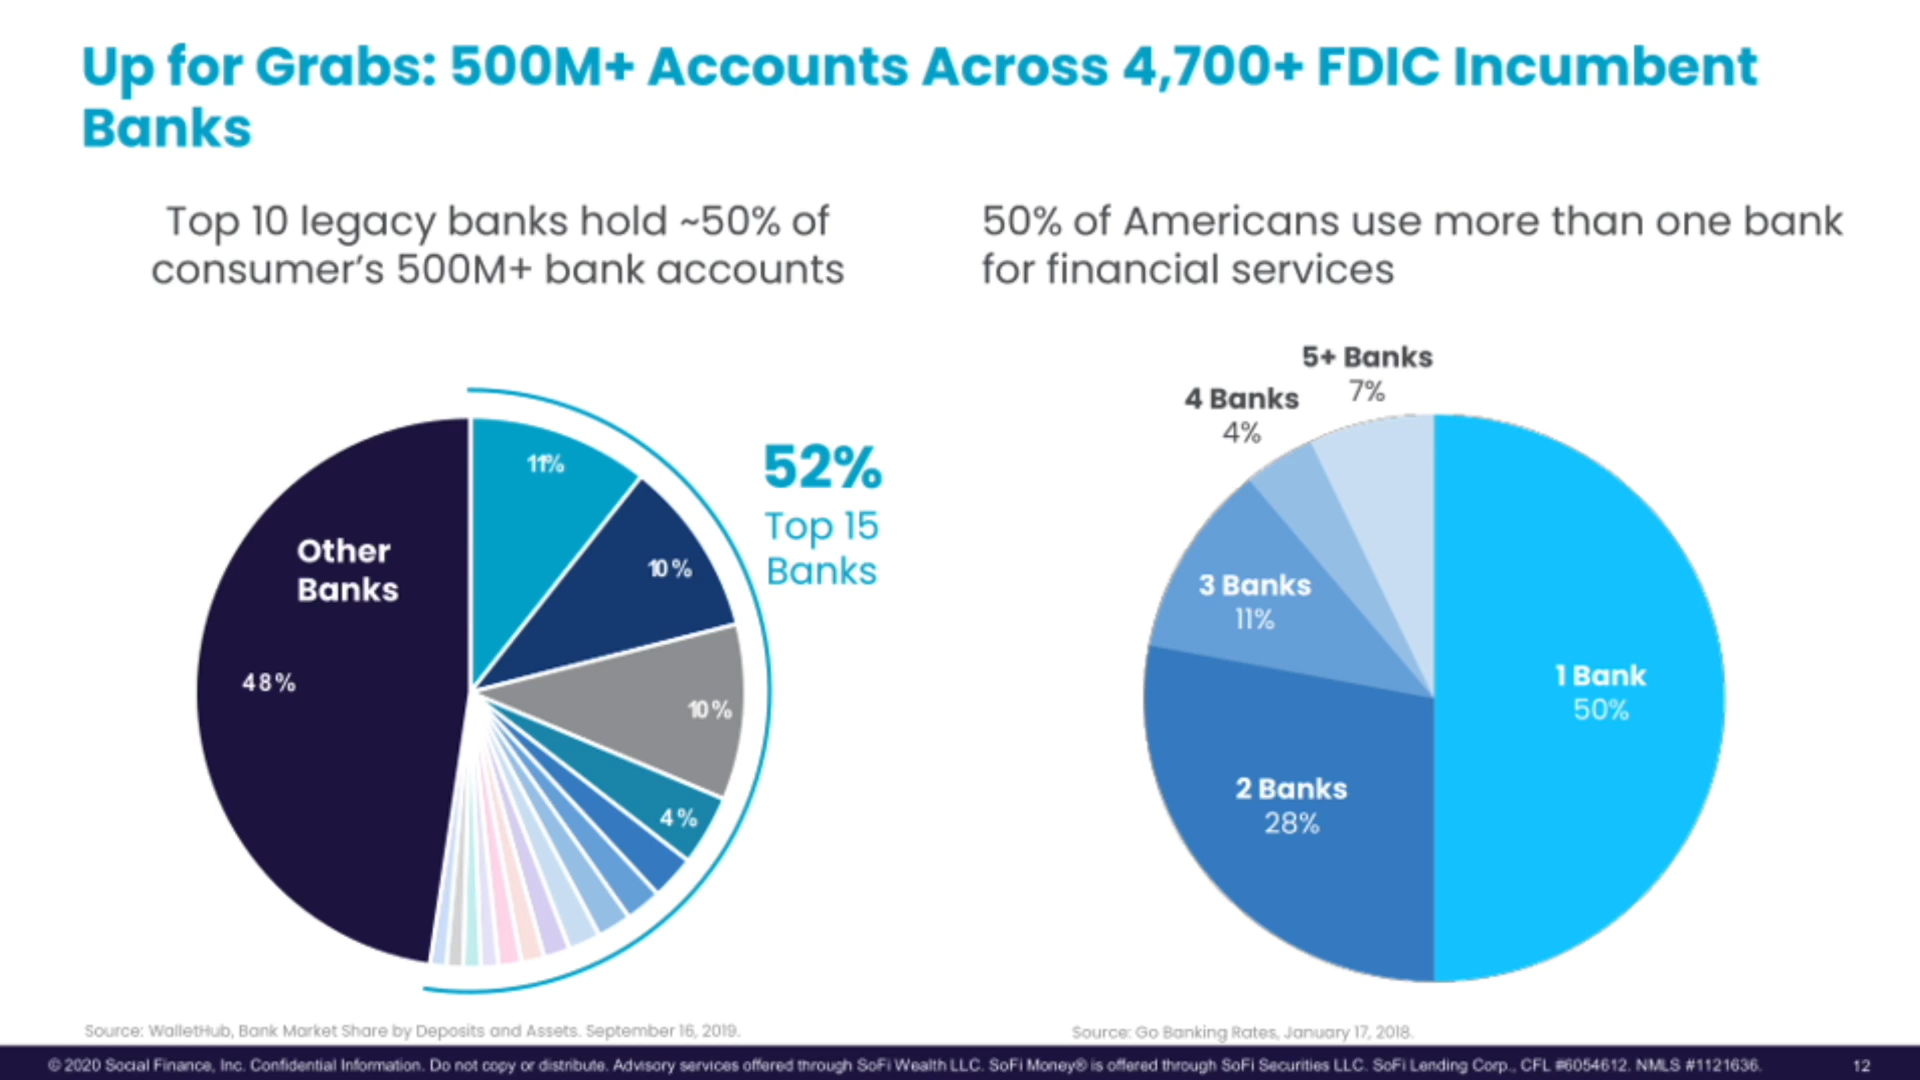 Up for Grabs: 500M+ Accounts Across 4,700+ FDIC Incumbent
Banks
Top 10 legacy banks hold ~50% of
consumer’s 500M+ bank accounts
11%
10%
10%
4%
Other
Banks
48%
52%
Top 15
Banks
50% of Americans use more than one bank
for financial services
5+ Banks
7%
4 Banks
4%
3 Banks
11%
1 Bank
50%
2 Banks
28%
Source: WalletHub, Bank Market Share by Deposits and Assets. September 16, 2019.
Source: Go Banking Rates, January 17, 2018.
© 2020 Social Finance, Inc. Confidential Information. Do not copy or distribute. Advisory services offered through SoFi Wealth LLC. SoFi Money® is offered through SoFi Securities LLC. SoFi Lending Corp., CFL #6054612. NMLS #1121636.
12